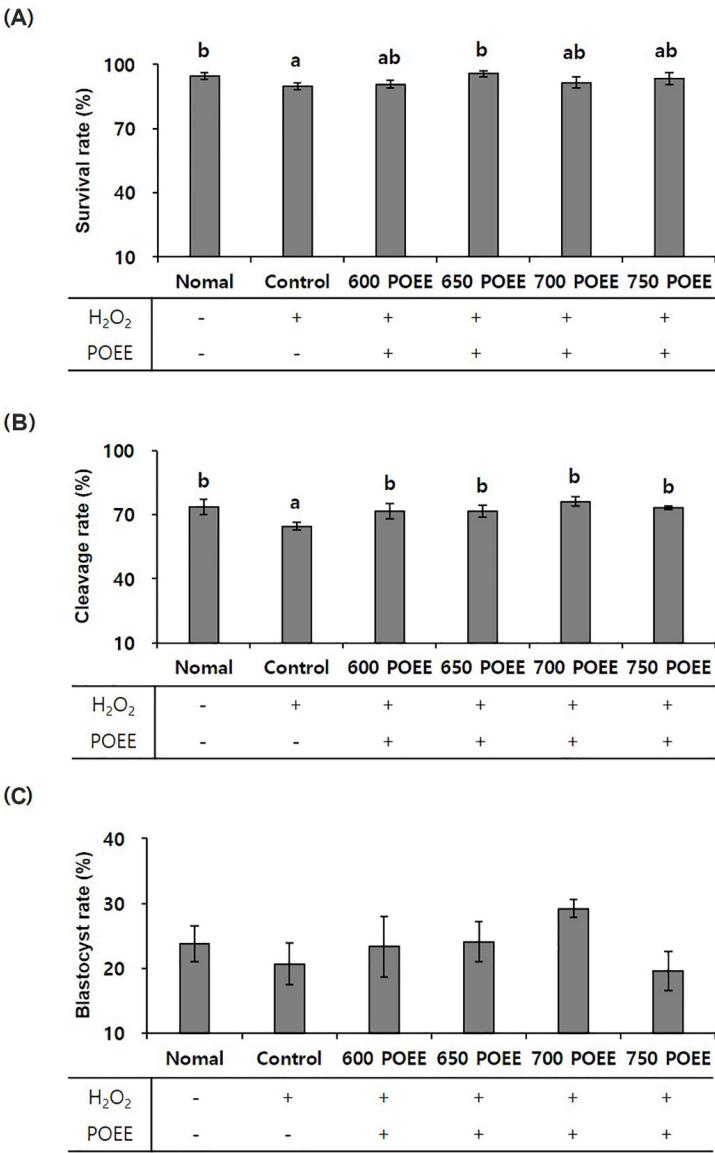 (A)
b a ab b ab ab
100
70
40
10
Survival rate (%)
Nomal Control 600 POEE 650 POEE 700 POEE 750 POEE
H₂O₂ - + + + + +
POEE - - + + + +
(B)
b a b b b b
100
70
40
10
Cleavage rate (%)
Nomal Control 600 POEE 650 POEE 700 POEE 750 POEE
H₂O₂ - + + + + +
POEE - - + + + +
(C)
40
30
20
10
Blastocyst rate (%)
Nomal Control 600 POEE 650 POEE 700 POEE 750 POEE
H₂O₂ - + + + + +
POEE - - + + + +